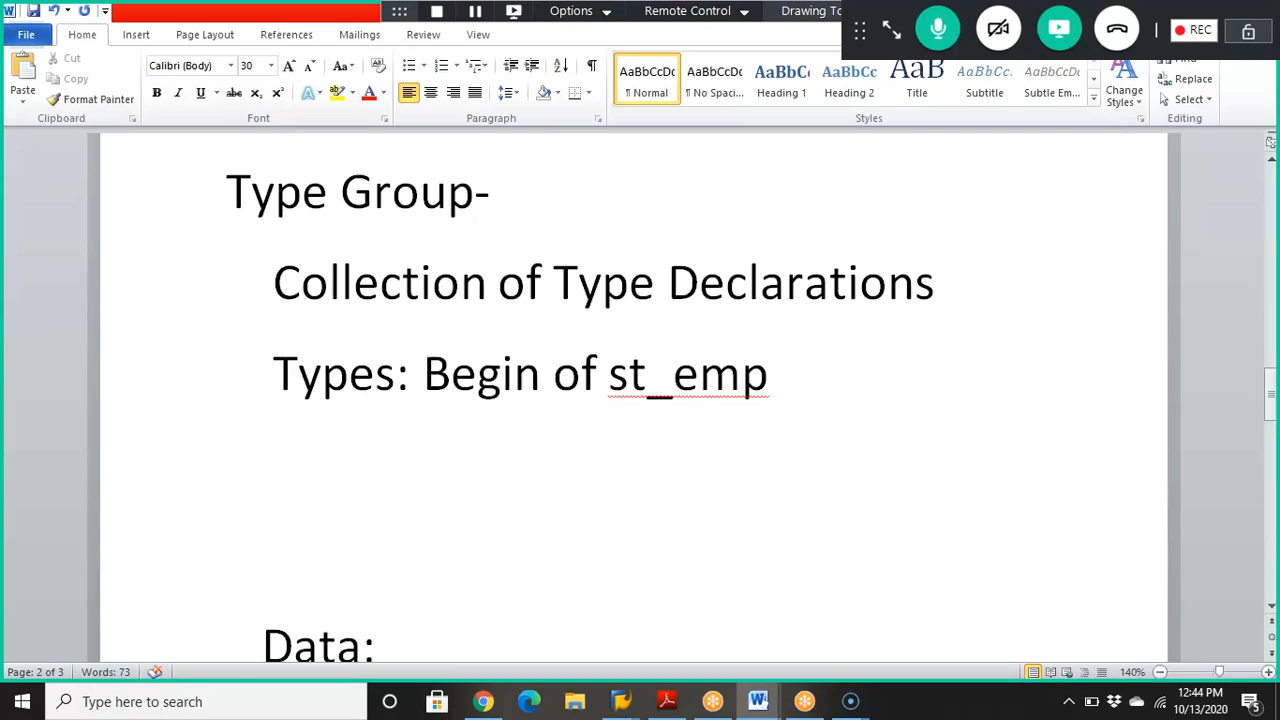 Options
Remote Control
Drawing To
REC
File
Home
Insert
Page Layout
References
Mailings
Review
View
Paste
Cut
Copy
Format Painter
Clipboard
Calibri (Body)
30
Font
Paragraph
AaBbCcDc
¶ Normal
AaBbCcDc
¶ No Spaci...
AaBbCc
Heading 1
AaBbCc
Heading 2
AaB
Title
AaBbCcD
Subtitle
AaBbCcDc
Subtle Em...
Styles
Change
Styles
Replace
Select
Editing
Type Group-
Collection of Type Declarations
Types: Begin of st_emp
Data:
Page: 2 of 3
Words: 73
140%
Type here to search
12:44 PM
10/13/2020
5